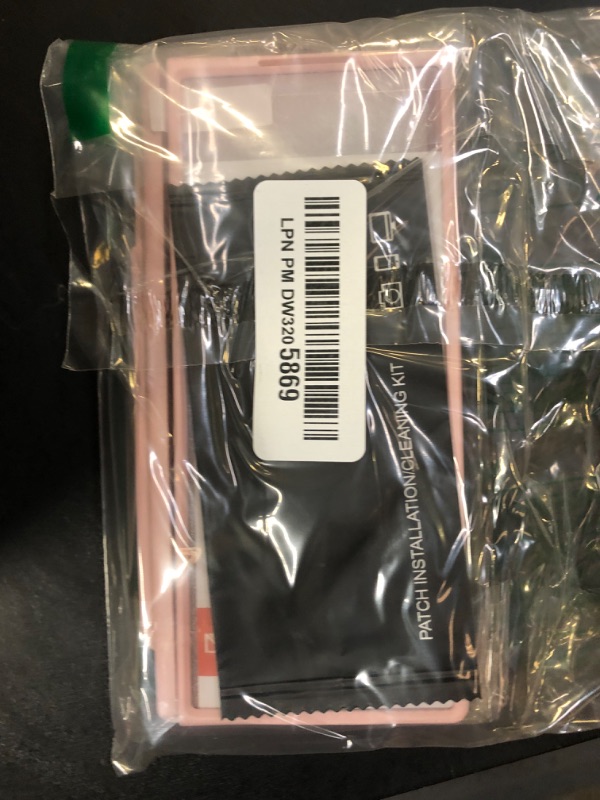 LPN PM DW320 5869
PATCH INSTALLATION/CLEANING KIT